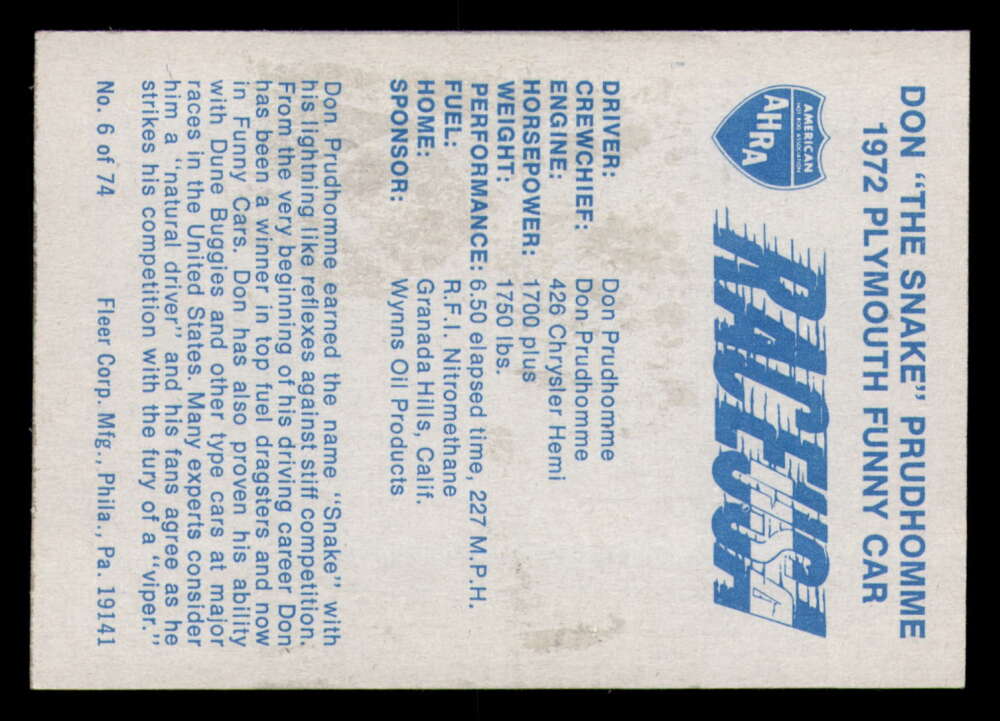 DON “THE SNAKE” PRUDHOMME
1972 PLYMOUTH FUNNY CAR
AMERICAN
HOT ROD ASSOCIATION
AHRA
RACE
USA
DRIVER: Don Prudhomme
CREWCHIEF: Don Prudhomme
ENGINE: 426 Chrysler Hemi
HORSEPOWER: 1700 plus
WEIGHT: 1750 lbs.
PERFORMANCE: 6.50 elapsed time, 227 M.P.H.
FUEL: R.F.I. Nitromethane
HOME: Granada Hills, Calif.
SPONSOR: Wynns Oil Products
Don Prudhomme earned the name “Snake” with
his lightning like reflexes against stiff competition.
From the very beginning of his driving career Don
has been a winner in top fuel dragsters and now
in Funny Cars. Don has also proven his ability
with Dune Buggies and other type cars at major
races in the United States. Many experts consider
him a “natural driver” and his fans agree as he
strikes his competition with the fury of a “viper.”
No. 6 of 74 Fleer Corp. Mfg., Phila., Pa. 19141